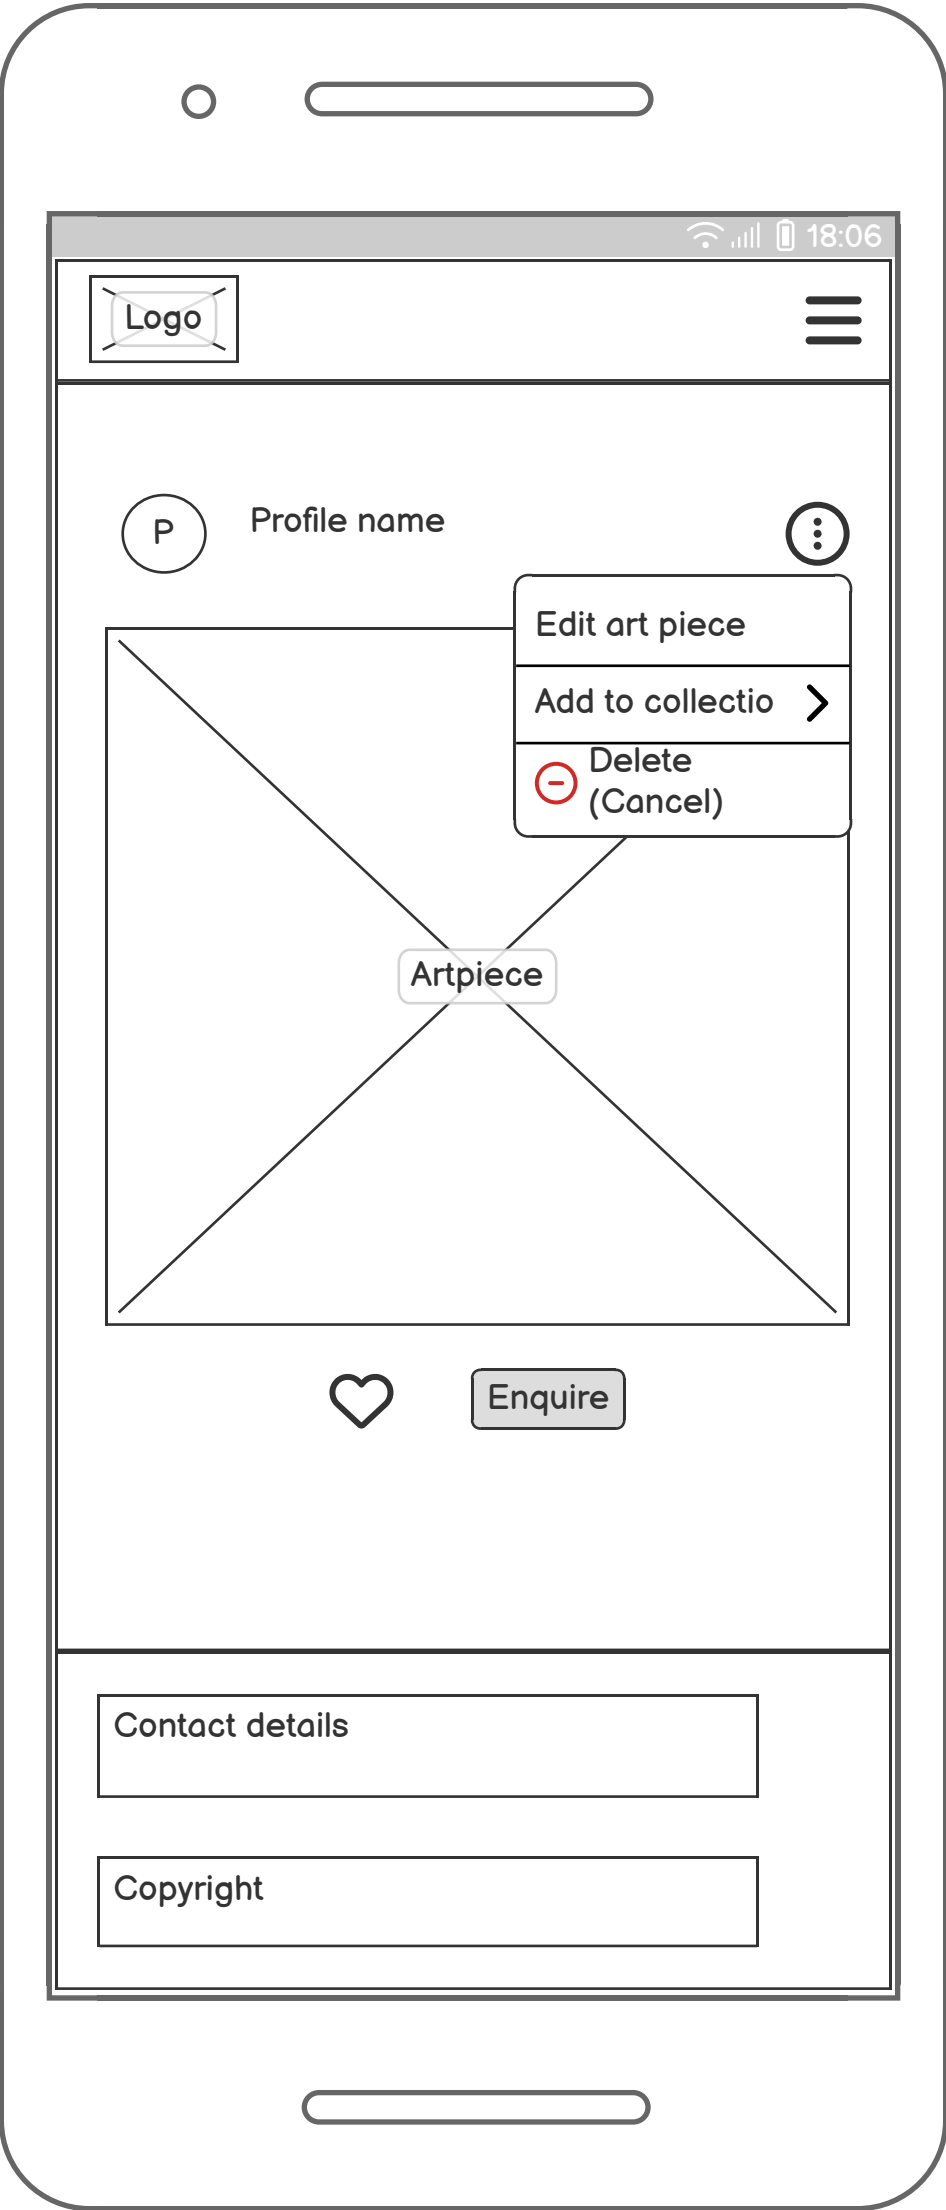 18:06
Logo
P
Profile name
Edit art piece
Add to collectio
Delete
(Cancel)
Artpiece
Enquire
Contact details
Copyright